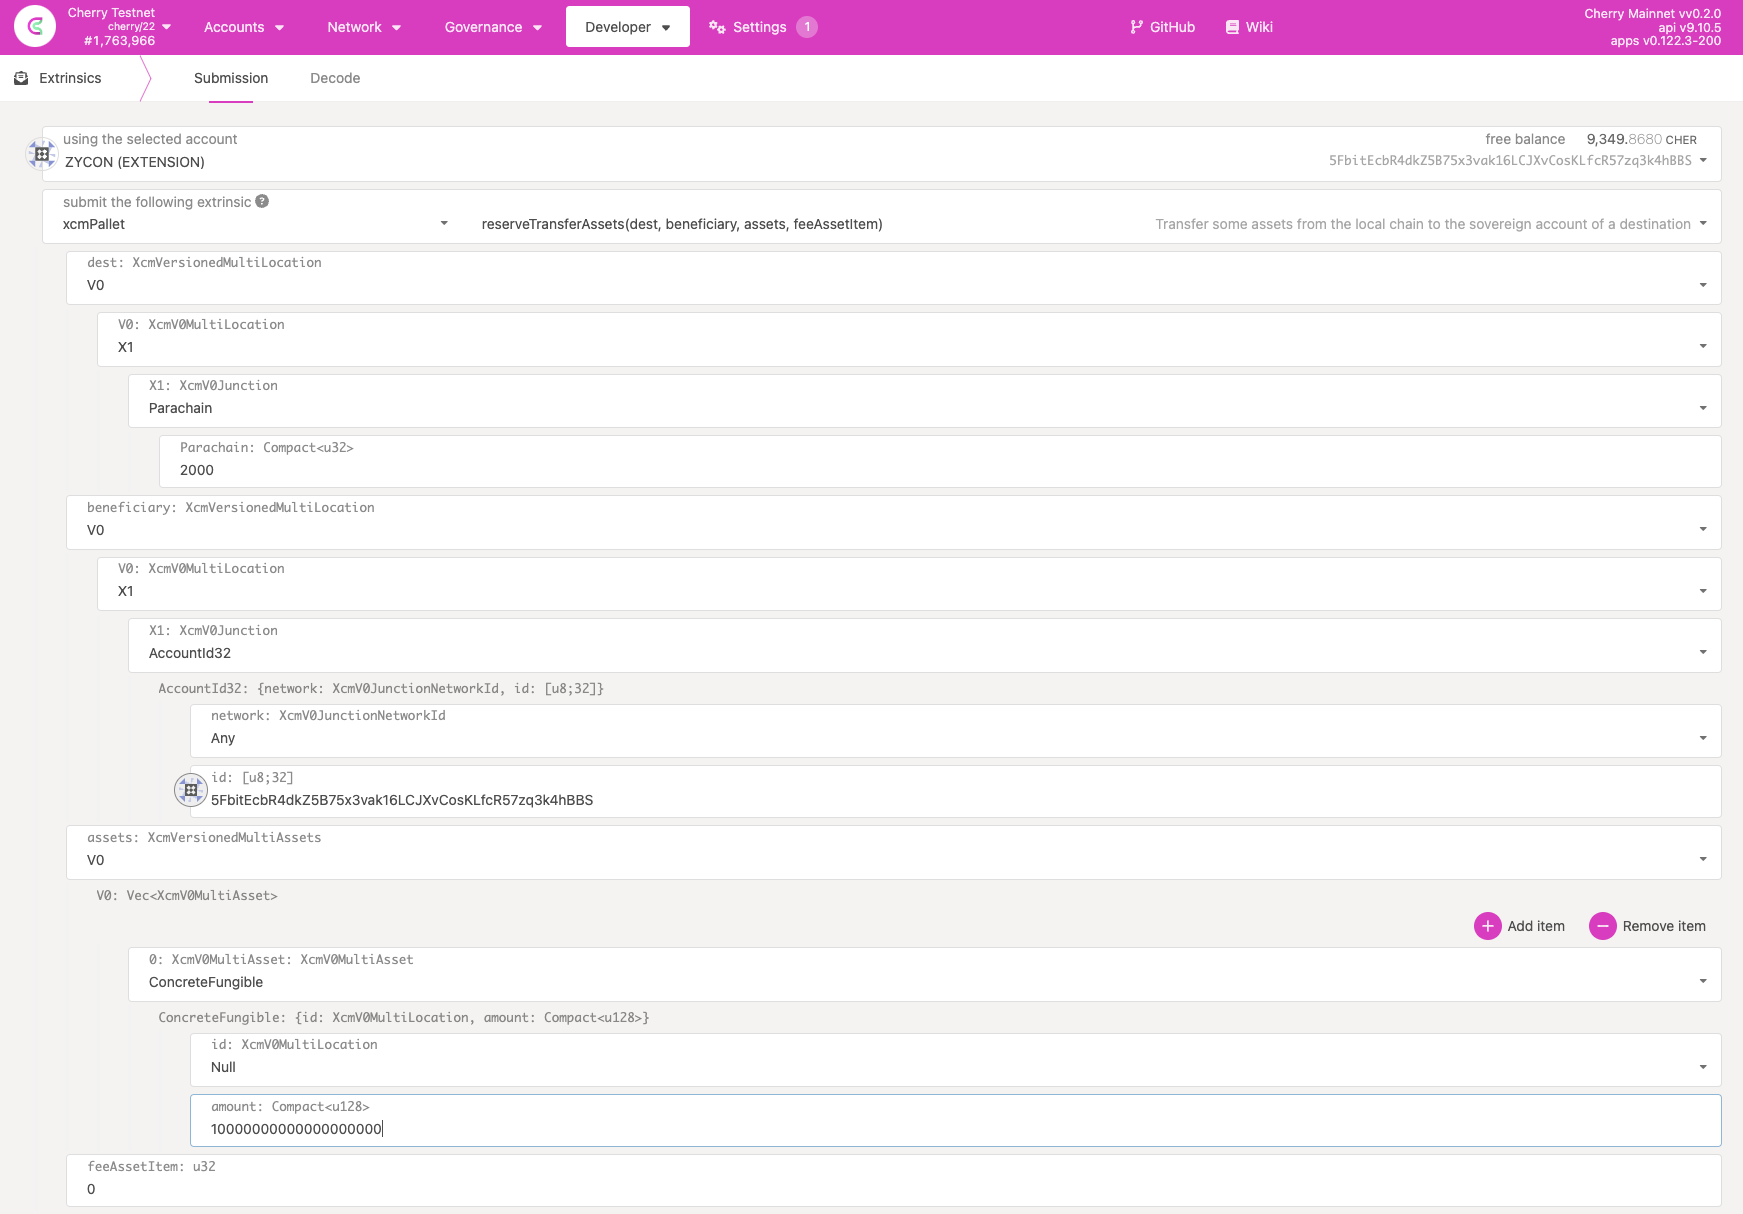 Cherry Testnet
cherry/22
#1,763,966
Accounts
Network
Governance
Developer
Settings
1
GitHub
Wiki
Cherry Mainnet vv0.2.0
api v9.10.5
apps v0.122.3-200
Extrinsics
Submission
Decode
using the selected account
ZYCON (EXTENSION)
free balance 9,349.8680 CHER
5FbitEcbR4dkZ5B75x3vak16LCJXvCosKLfcR57zq3k4hBBS
submit the following extrinsic ?
xcmPallet
reserveTransferAssets(dest, beneficiary, assets, feeAssetItem)
Transfer some assets from the local chain to the sovereign account of a destination
dest: XcmVersionedMultiLocation
V0
V0: XcmV0MultiLocation
X1
X1: XcmV0Junction
Parachain
Parachain: Compact<u32>
2000
beneficiary: XcmVersionedMultiLocation
V0
V0: XcmV0MultiLocation
X1
X1: XcmV0Junction
AccountId32
AccountId32: {network: XcmV0JunctionNetworkId, id: [u8;32]}
network: XcmV0JunctionNetworkId
Any
id: [u8;32]
5FbitEcbR4dkZ5B75x3vak16LCJXvCosKLfcR57zq3k4hBBS
assets: XcmVersionedMultiAssets
V0
V0: Vec<XcmV0MultiAsset>
Add item
Remove item
0: XcmV0MultiAsset: XcmV0MultiAsset
ConcreteFungible
ConcreteFungible: {id: XcmV0MultiLocation, amount: Compact<u128>}
id: XcmV0MultiLocation
Null
amount: Compact<u128>
10000000000000000000
feeAssetItem: u32
0